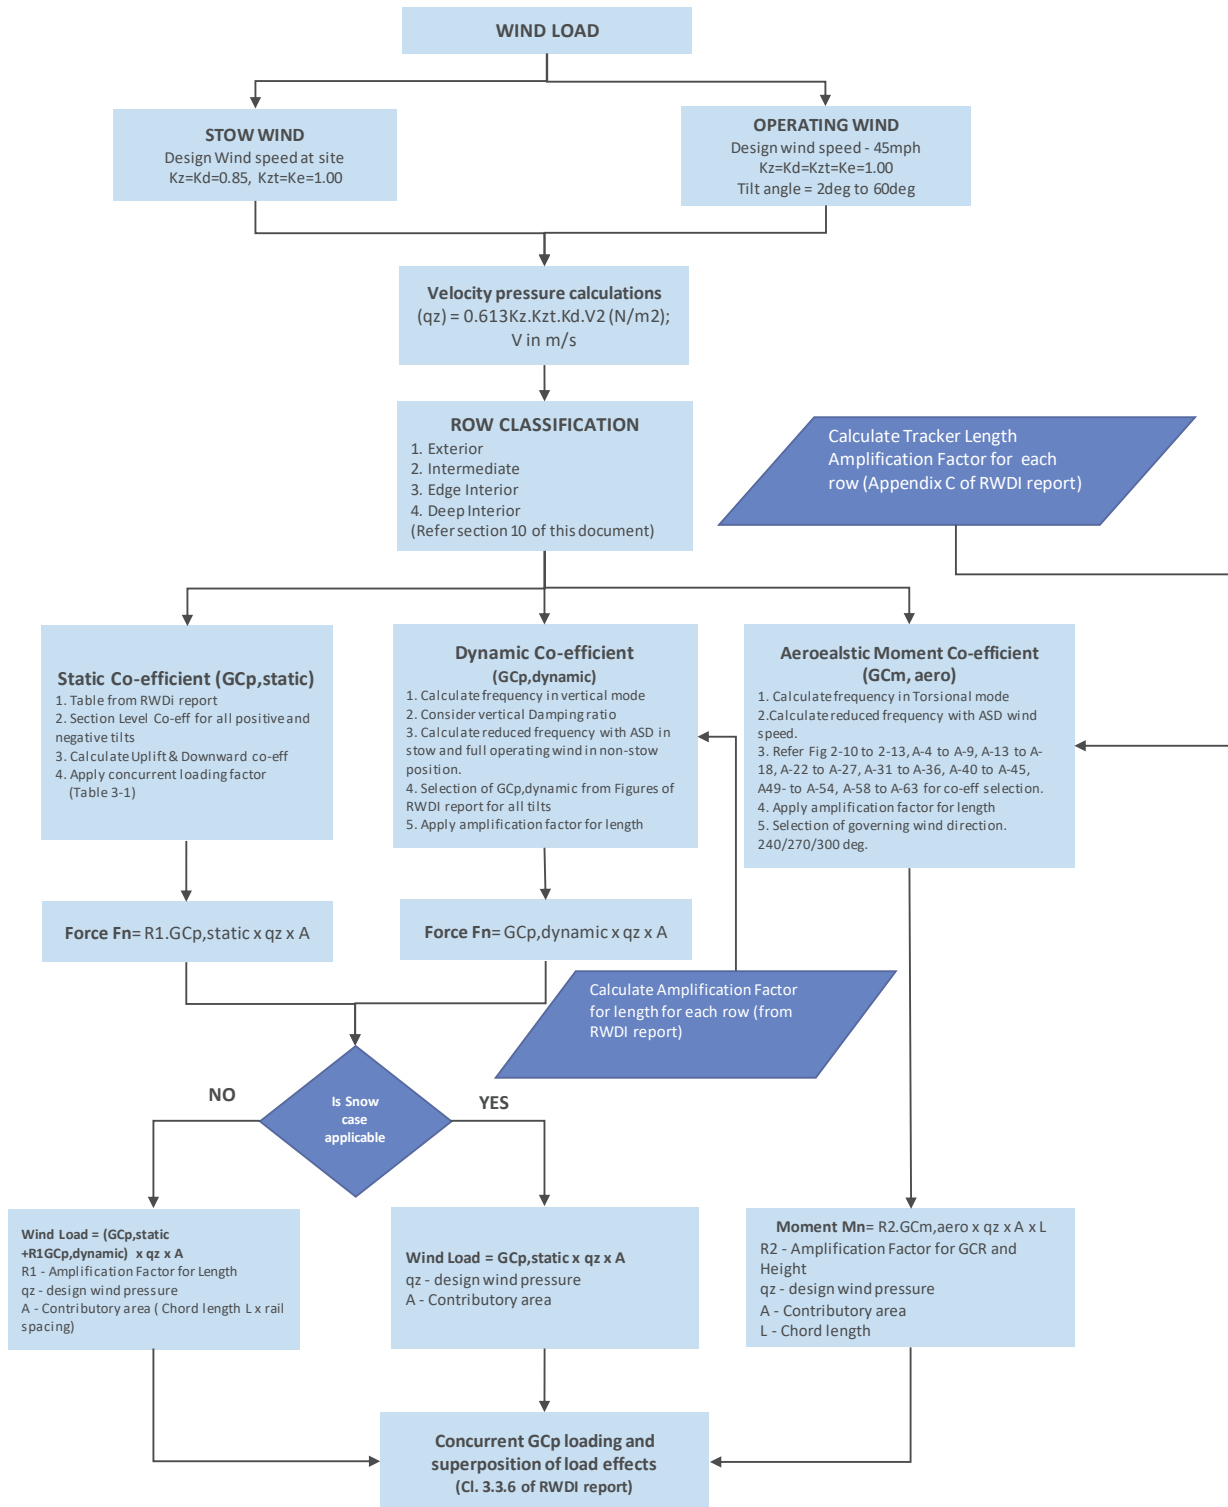 WIND LOAD
STOW WIND
Design Wind speed at site
Kz=Kd=0.85, Kzt=Ke=1.00
OPERATING WIND
Design wind speed - 45mph
Kz=Kd=Kzt=Ke=1.00
Tilt angle = 2deg to 60deg
Velocity pressure calculations
(qz) = 0.613Kz.Kzt.Kd.V2 (N/m2);
V in m/s
ROW CLASSIFICATION
1. Exterior
2. Intermediate
3. Edge Interior
4. Deep Interior
(Refer section 10 of this document)
Calculate Tracker Length
Amplification Factor for each
row (Appendix C of RWDI report)
Static Co-efficient (GCp,static)
1. Table from RWDi report
2. Section Level Co-eff for all positive and
negative tilts
3. Calculate Uplift & Downward co-eff
4. Apply concurrent loading factor
(Table 3-1)
Dynamic Co-efficient
(GCp,dynamic)
1. Calculate frequency in vertical mode
2. Consider vertical Damping ratio
3. Calculate reduced frequency with ASD in
stow and full operating wind in non-stow
position.
4. Selection of GCp,dynamic from Figures of
RWDI report for all tilts
5. Apply amplification factor for length
Aeroealstic Moment Co-efficient
(GCm, aero)
1. Calculate frequency in Torsional mode
2.Calculate reduced frequency with ASD wind
speed.
3. Refer Fig 2-10 to 2-13, A-4 to A-9, A-13 to A-
18, A-22 to A-27, A-31 to A-36, A-40 to A-45,
A49- to A-54, A-58 to A-63 for co-eff selection.
4. Apply amplification factor for length
5. Selection of governing wind direction.
240/270/300 deg.
Force Fn= R1.GCp,static x qz x A
Force Fn= GCp,dynamic x qz x A
Calculate Amplification Factor
for length for each row (from
RWDI report)
NO
Is Snow
case
applicable
YES
Wind Load = (GCp,static
+R1GCp,dynamic) x qz x A
R1 - Amplification Factor for Length
qz - design wind pressure
A - Contributory area ( Chord length L x rail
spacing)
Wind Load = GCp,static x qz x A
qz - design wind pressure
A - Contributory area
Moment Mn= R2.GCm,aero x qz x A x L
R2 - Amplification Factor for GCR and
Height
qz - design wind pressure
A - Contributory area
L - Chord length
Concurrent GCp loading and
superposition of load effects
(Cl. 3.3.6 of RWDI report)